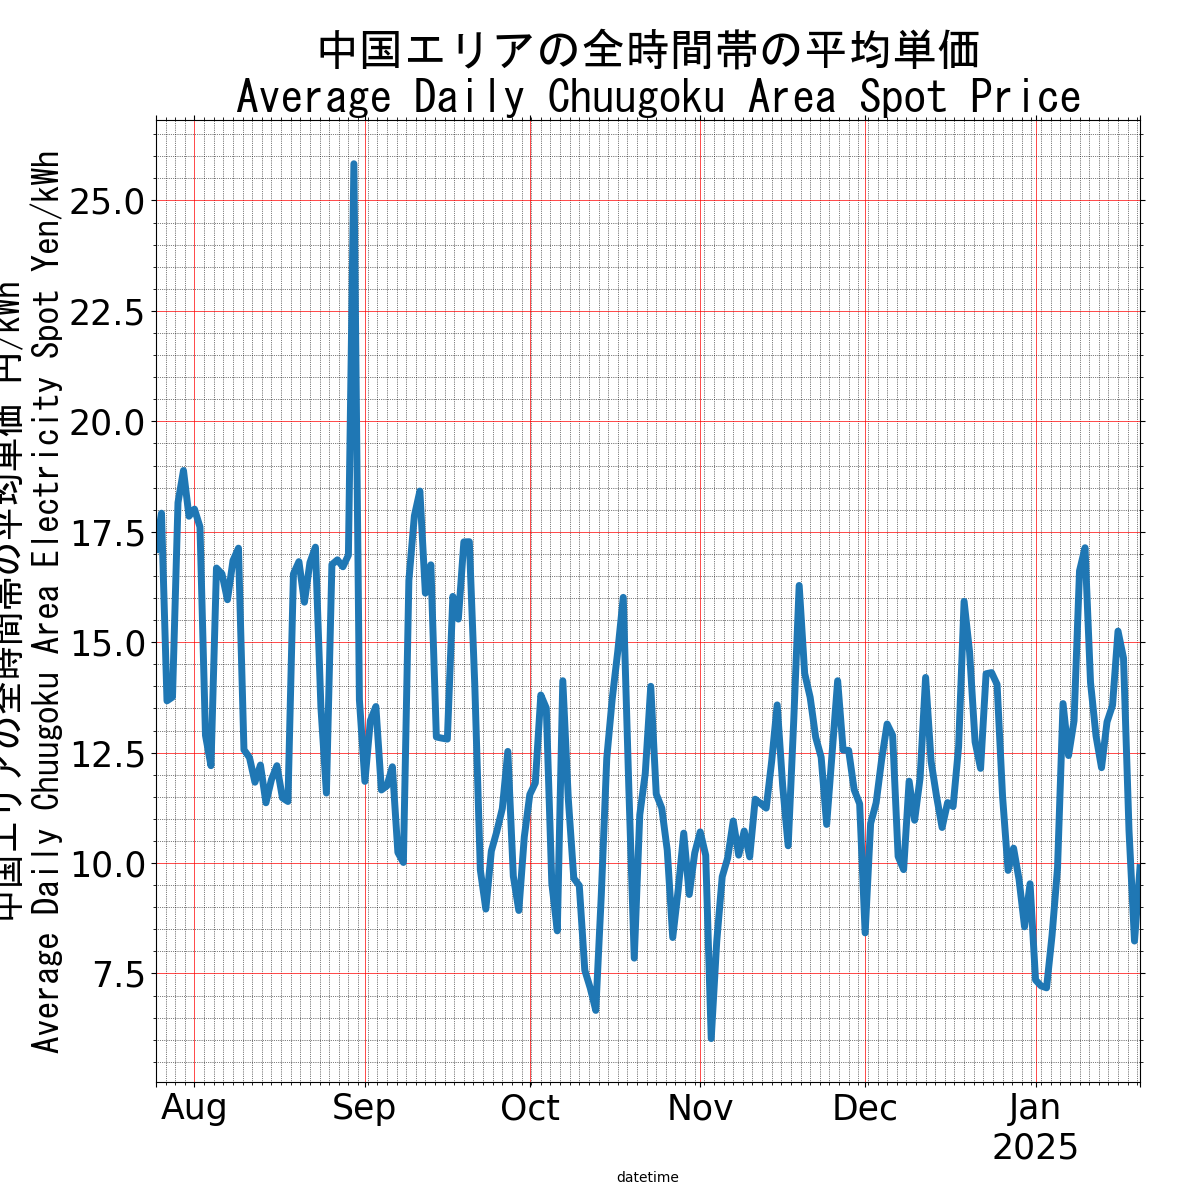 中国エリアの全時間帯の平均単価
Average Daily Chuugoku Area Spot Price
中国エリアの全時間帯の平均単価 円/kWh
Average Daily Chuugoku Area Electricity Spot Yen/kWh
25.0
22.5
20.0
17.5
15.0
12.5
10.0
7.5
Aug Sep Oct Nov Dec Jan
2025
datetime